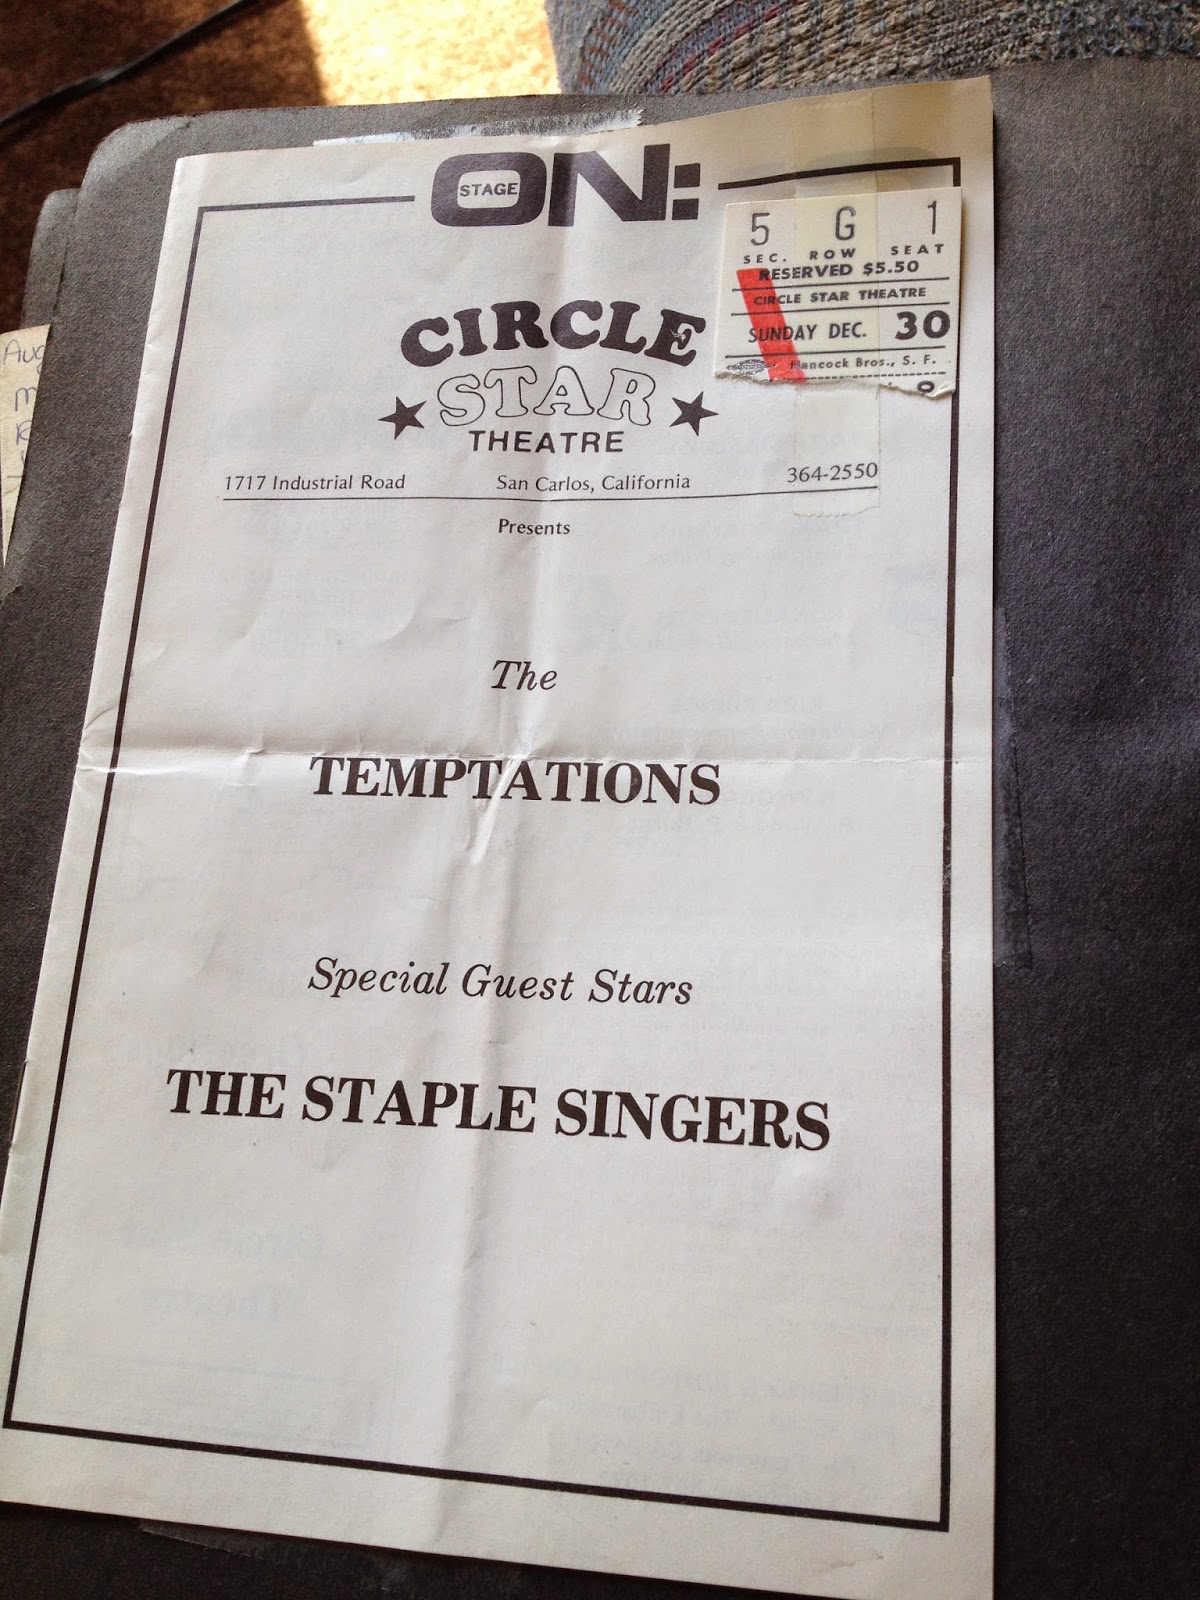 STAGE
ON:
5 G 1
SEC. ROW SEAT
RESERVED $5.50
CIRCLE STAR THEATRE
SUNDAY DEC. 30
Hancock Bros., S. F.
CIRCLE
STAR
THEATRE
1717 Industrial Road San Carlos, California 364-2550
Presents
The
TEMPTATIONS
Special Guest Stars
THE STAPLE SINGERS